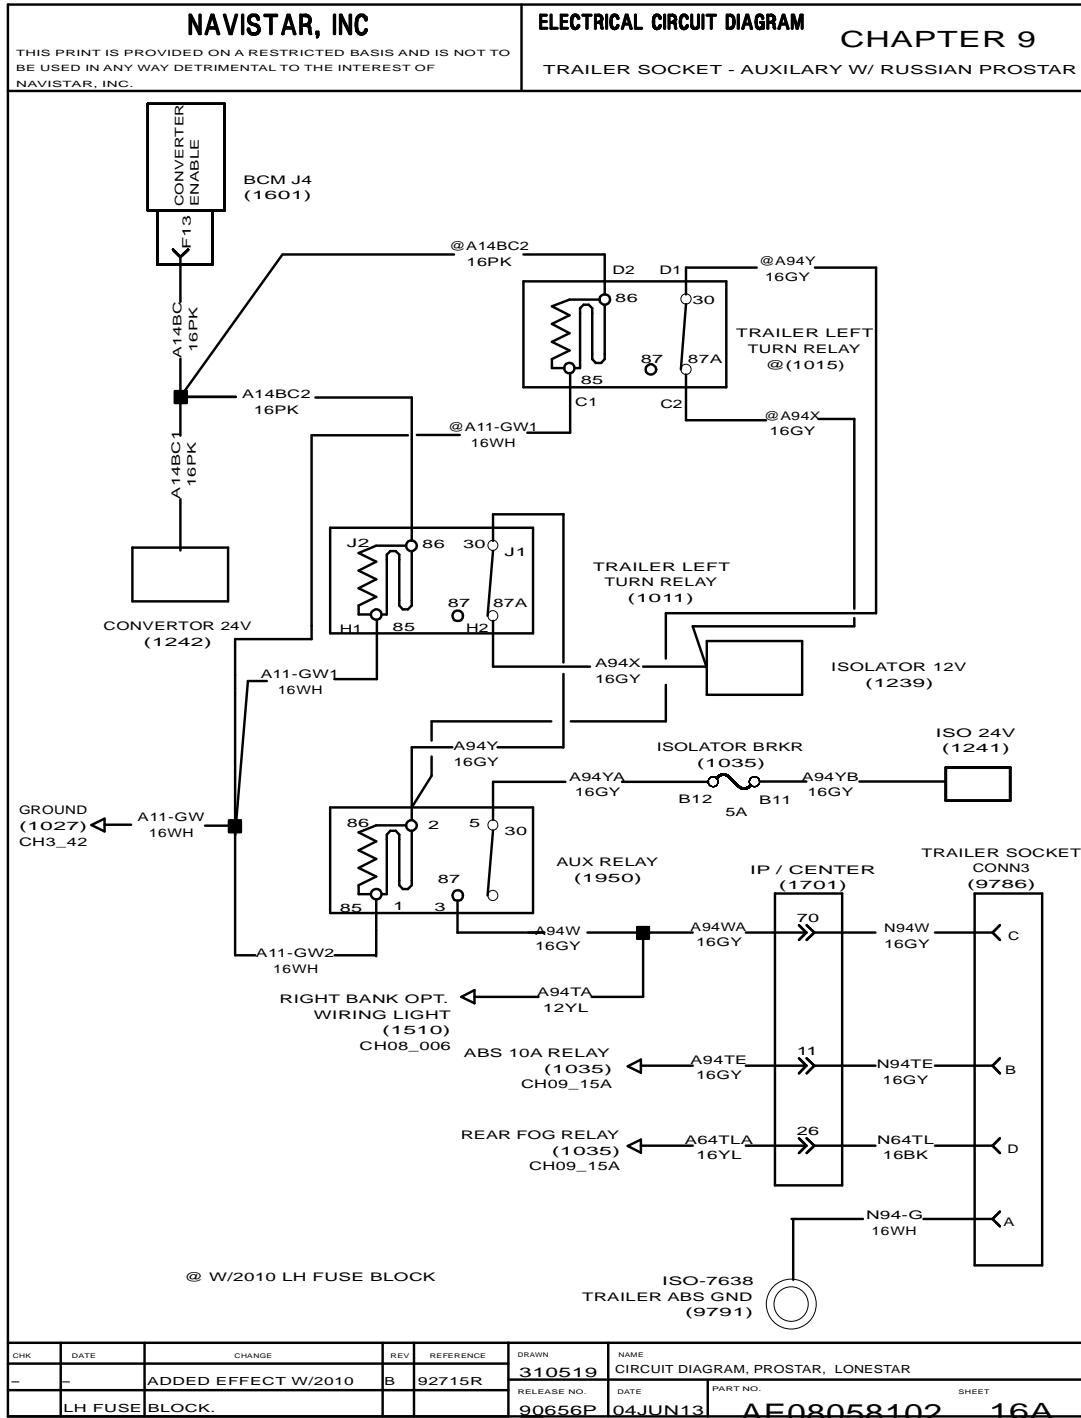 NAVISTAR, INC
THIS PRINT IS PROVIDED ON A RESTRICTED BASIS AND IS NOT TO
BE USED IN ANY WAY DETRIMENTAL TO THE INTEREST OF
NAVISTAR, INC.
ELECTRICAL CIRCUIT DIAGRAM
CHAPTER 9
TRAILER SOCKET - AUXILARY W/ RUSSIAN PROSTAR
CONVERTER
ENABLE
F13
BCM J4
(1601)
A14BC
16PK
@A14BC2
16PK
D2
D1
@A94Y
16GY
86
30
TRAILER LEFT
TURN RELAY
@(1015)
87
87A
85
C1
C2
A14BC2
16PK
@A11-GW1
16WH
@A94X
16GY
A14BC1
16PK
CONVERTOR 24V
(1242)
J2
86
30
J1
87
87A
H1
85
H2
TRAILER LEFT
TURN RELAY
(1011)
A11-GW1
16WH
A94X
16GY
ISOLATOR 12V
(1239)
A94Y
16GY
ISOLATOR BRKR
(1035)
ISO 24V
(1241)
A94YA
16GY
B12
5A
B11
A94YB
16GY
GROUND
(1027)
CH3_42
A11-GW
16WH
86
2
5
30
87
85
1
3
AUX RELAY
(1950)
IP / CENTER
(1701)
TRAILER SOCKET
CONN3
(9786)
A11-GW2
16WH
A94W
16GY
A94WA
16GY
70
N94W
16GY
C
RIGHT BANK OPT.
WIRING LIGHT
(1510)
CH08_006
A94TA
12YL
ABS 10A RELAY
(1035)
CH09_15A
A94TE
16GY
11
N94TE
16GY
B
REAR FOG RELAY
(1035)
CH09_15A
A64TLA
16YL
26
N64TL
16BK
D
N94-G
16WH
A
@ W/2010 LH FUSE BLOCK
ISO-7638
TRAILER ABS GND
(9791)
CHK DATE CHANGE REV REFERENCE
- - ADDED EFFECT W/2010 B 92715R
LH FUSE BLOCK.
DRAWN
310519
NAME
CIRCUIT DIAGRAM, PROSTAR, LONESTAR
RELEASE NO.
90656P
DATE
04JUN13
PART NO.
AE08058102
SHEET
16A